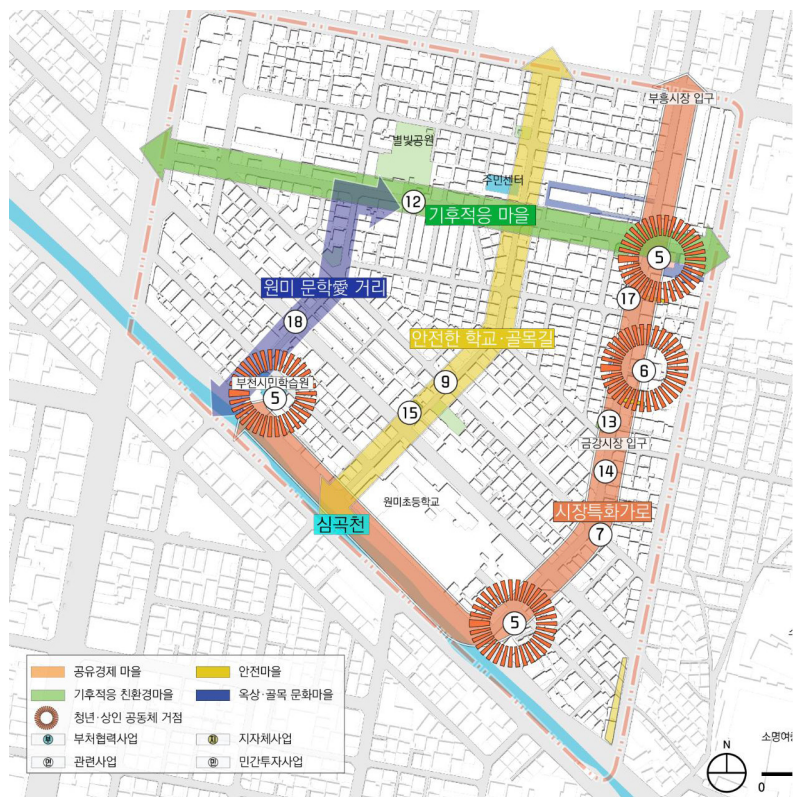 부흥시장 입구
별빛공원
주민센터
12
기후적응 마을
5
원미 문학愛 거리
17
18
안전한 학교·골목길
6
부천시민학습원
5
9
15
13
금강시장 입구
14
원미초등학교
시장특화가로
심곡천
7
5
공유경제 마을
안전마을
기후적응 친환경마을
옥상·골목 문화마을
청년·상인 공동체 거점
부 부처협력사업
지 지자체사업
관련사업
민 민간투자사업
N
0
소명여